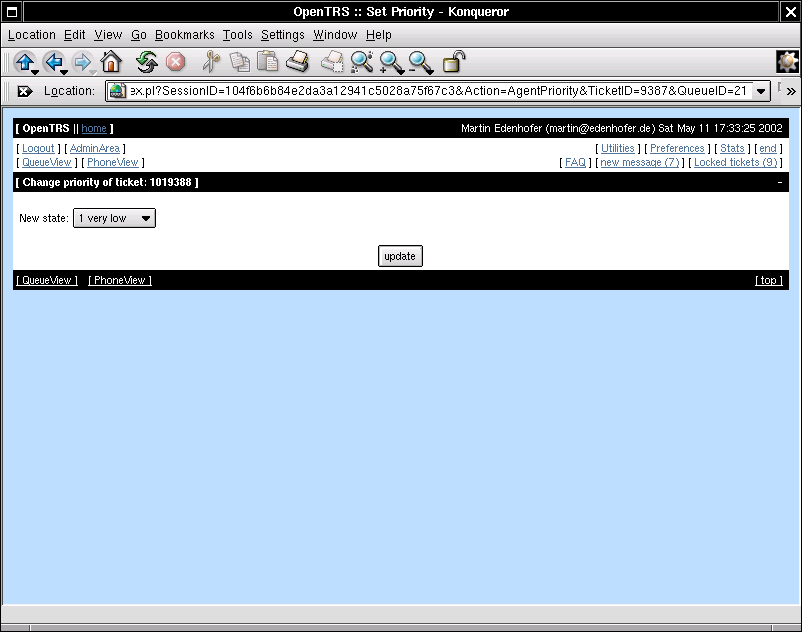 OpenTRS :: Set Priority - Konqueror
Location Edit View Go Bookmarks Tools Settings Window Help
Location: ex.pl?SessionID=104f6b6b84e2da3a12941c5028a75f67c3&Action=AgentPriority&TicketID=9387&QueueID=21 »
[ OpenTRS || home ] Martin Edenhofer (martin@edenhofer.de) Sat May 11 17:33:25 2002
[ Logout ] [ AdminArea ] [ Utilities ] [ Preferences ] [ Stats ] [ end ]
[ QueueView ] [ PhoneView ] [ FAQ ] [ new message (7) ] [ Locked tickets (9) ]
[ Change priority of ticket: 1019388 ] -
New state: 1 very low
update
[ QueueView ] [ PhoneView ] [ top ]